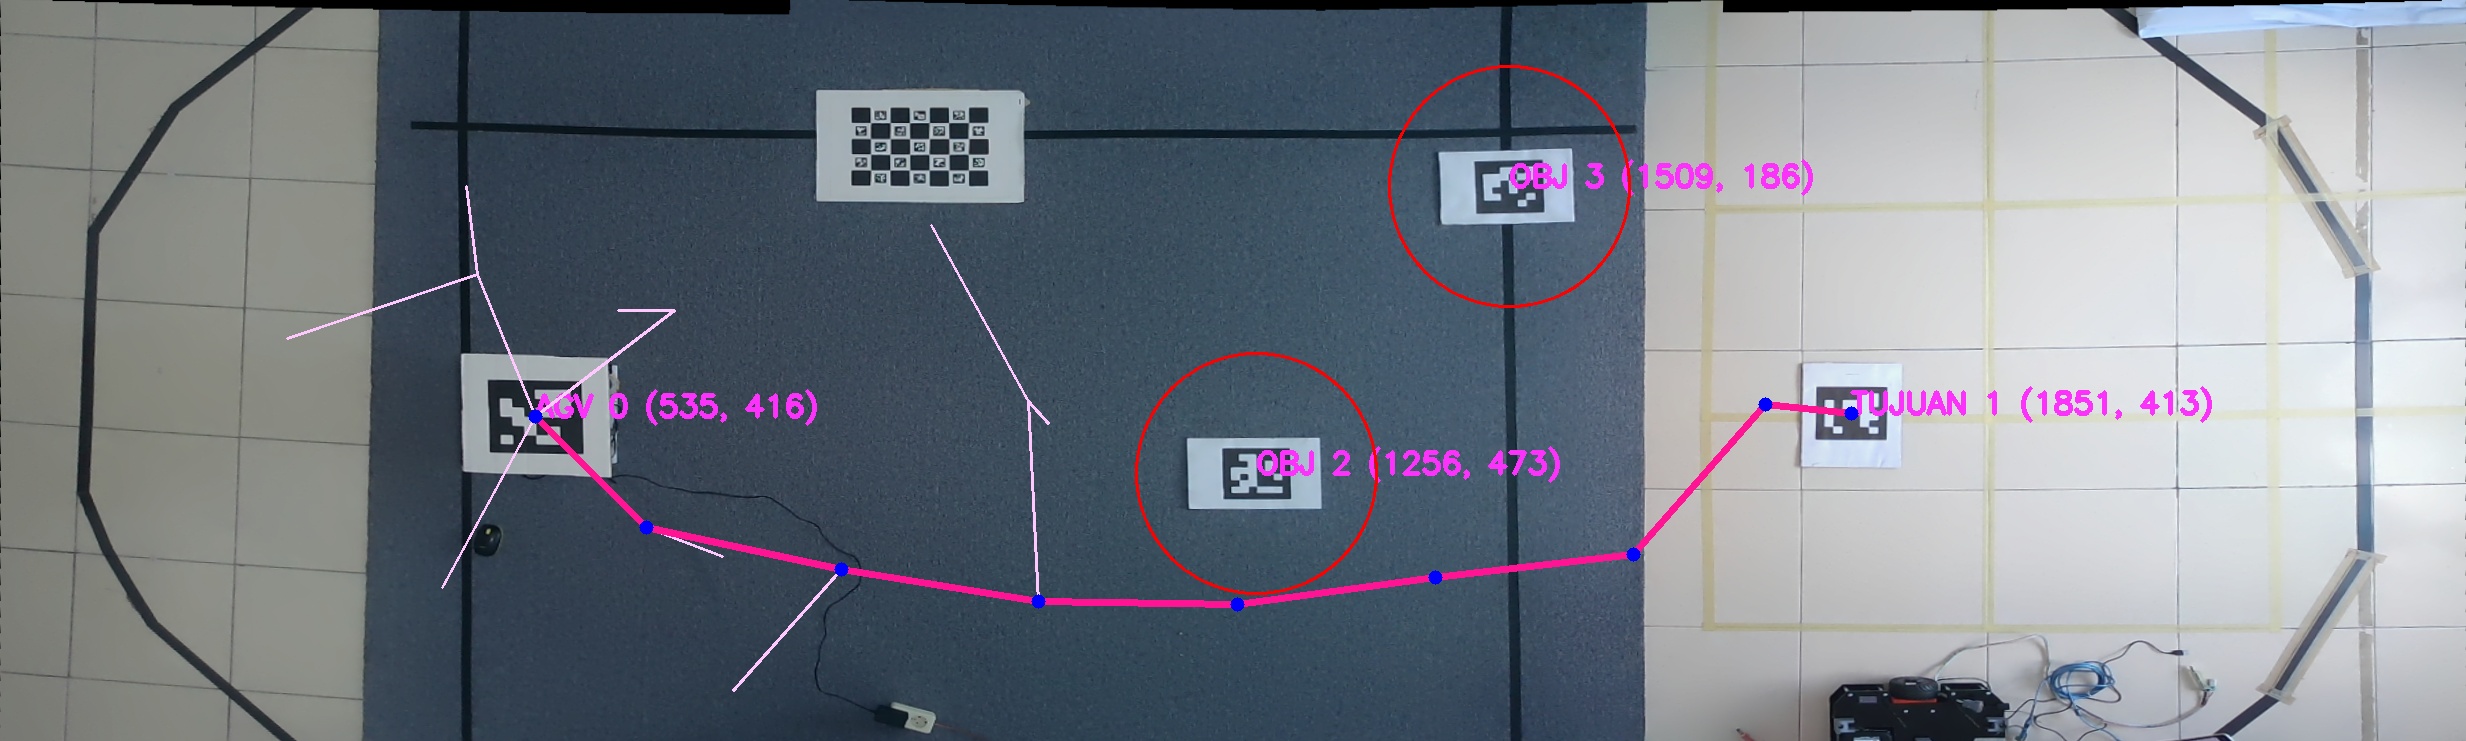 OBJ 3 (1509, 186)
AGV 0 (535, 416)
TUJUAN 1 (1851, 413)
OBJ 2 (1256, 473)